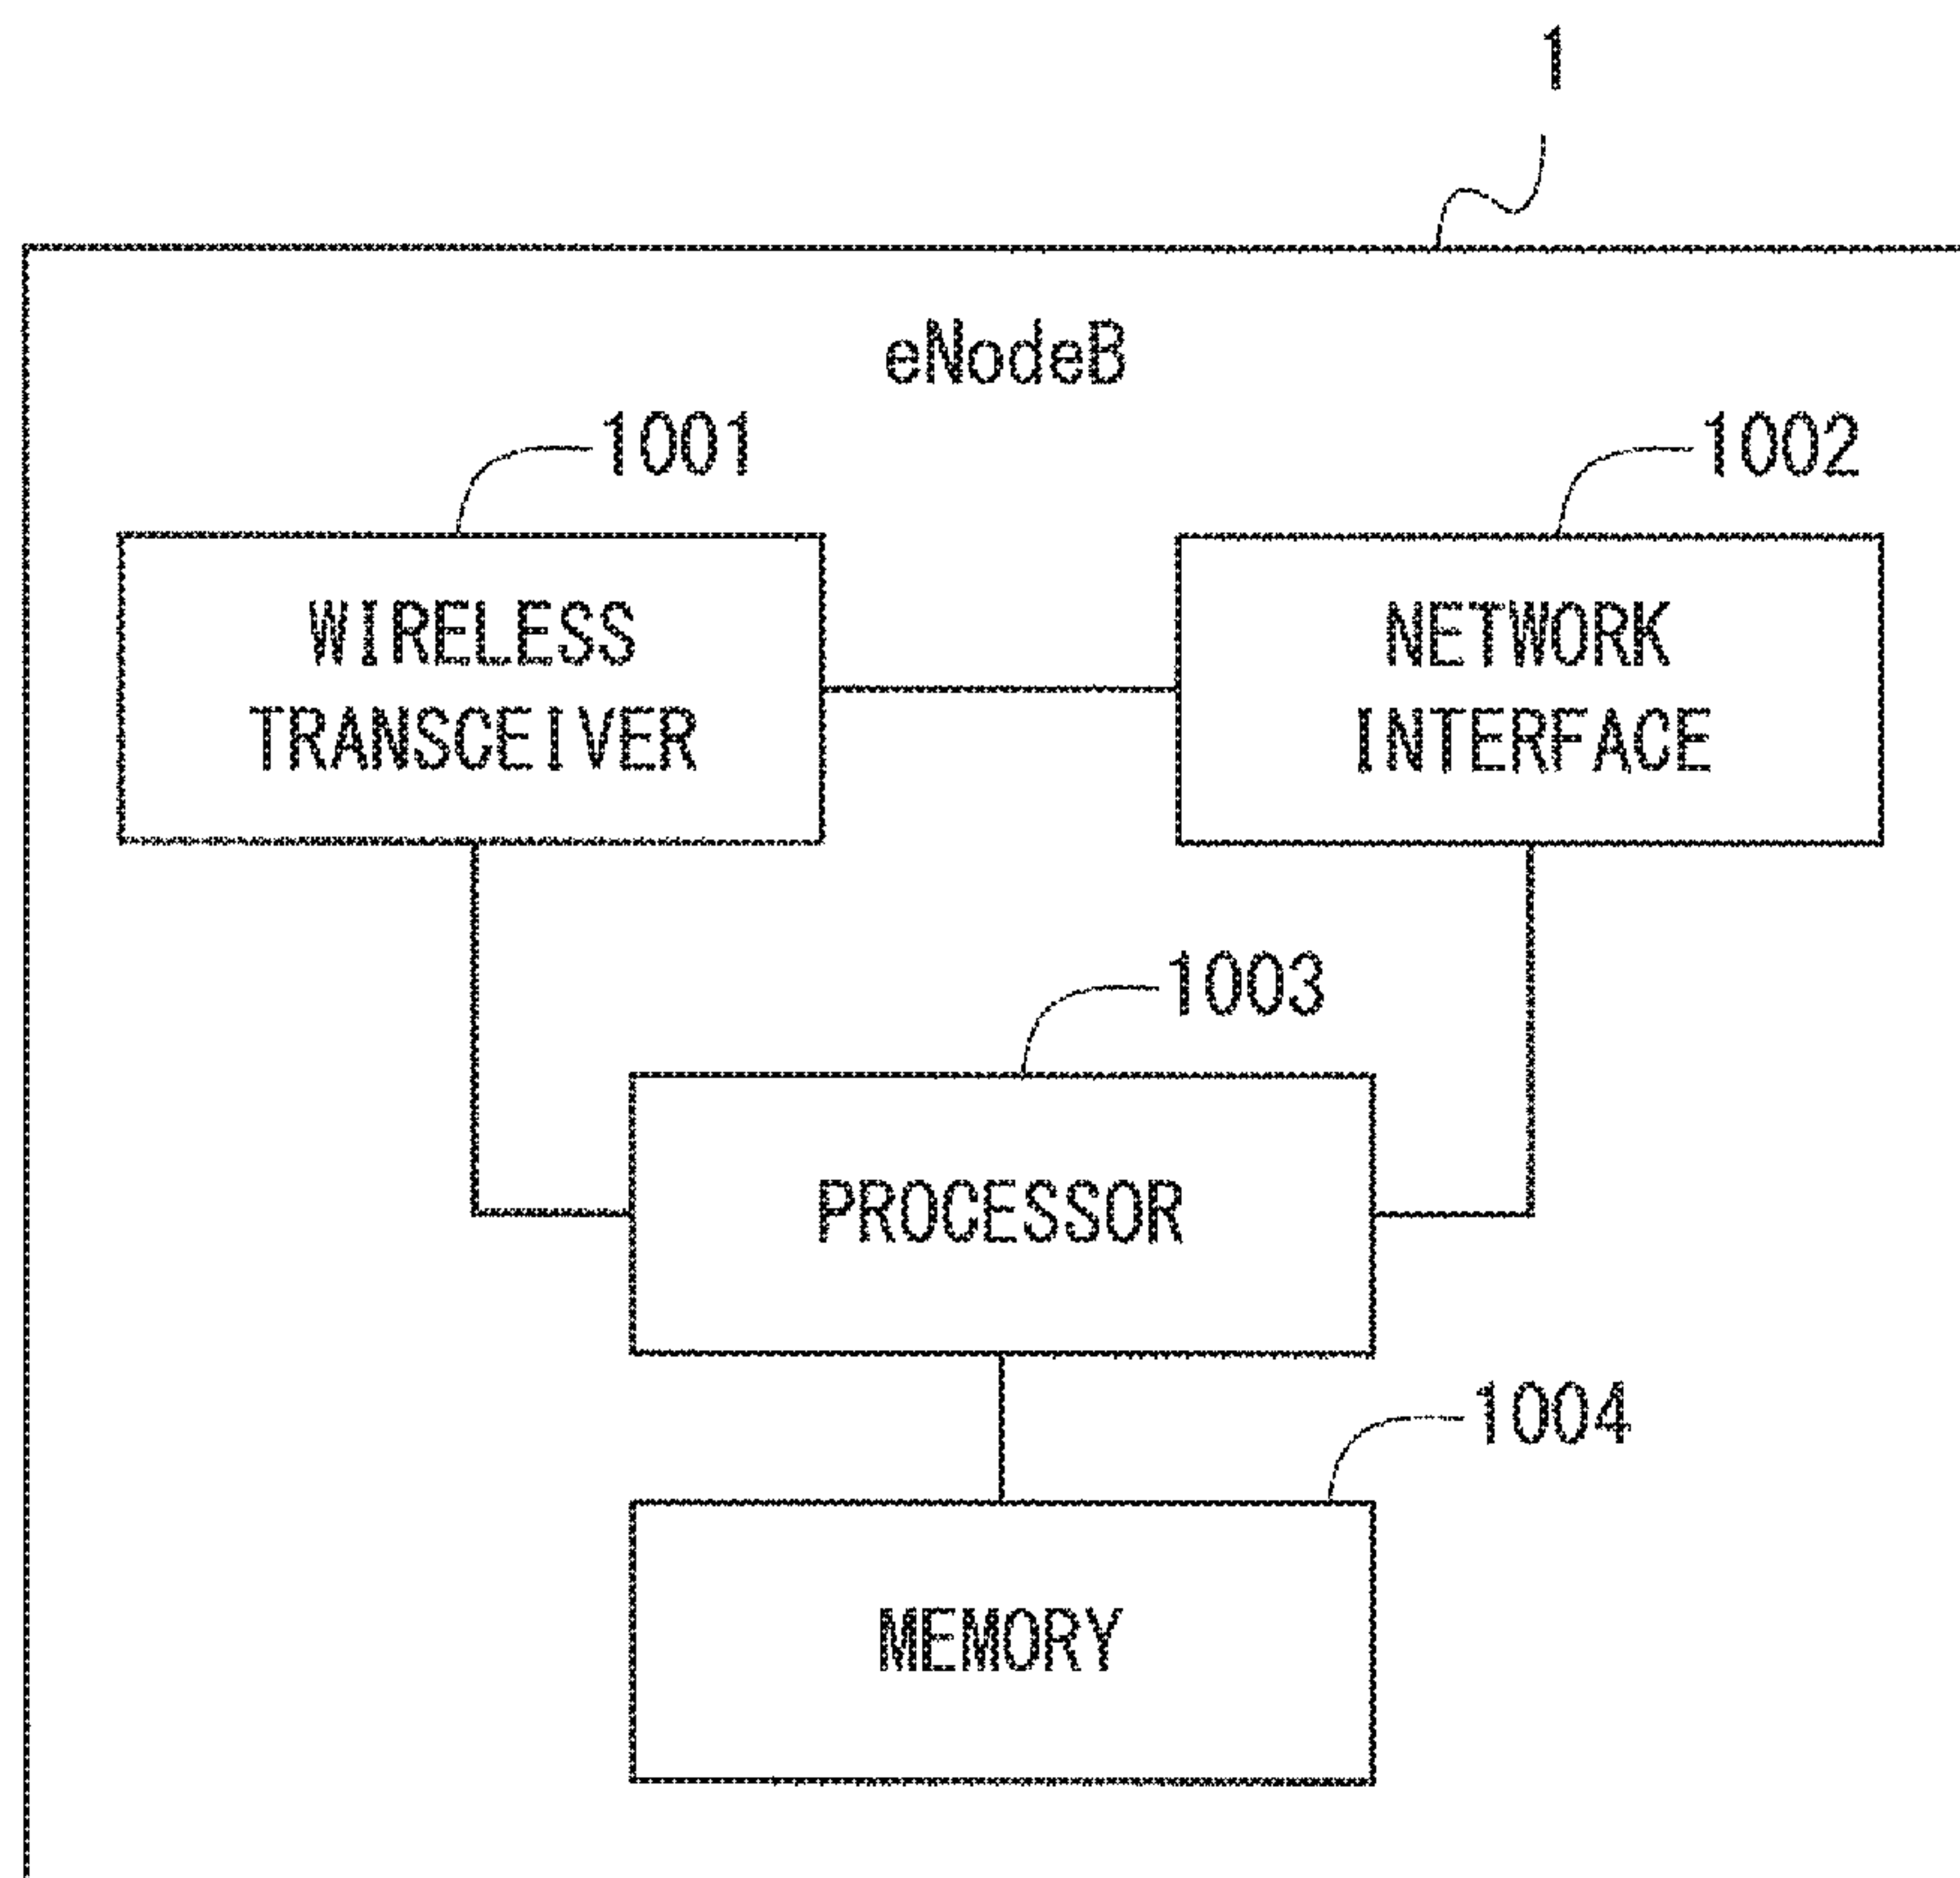 1
eNodeB
1001
1002
WIRELESS
TRANSCEIVER
NETWORK
INTERFACE
1003
PROCESSOR
1004
MEMORY